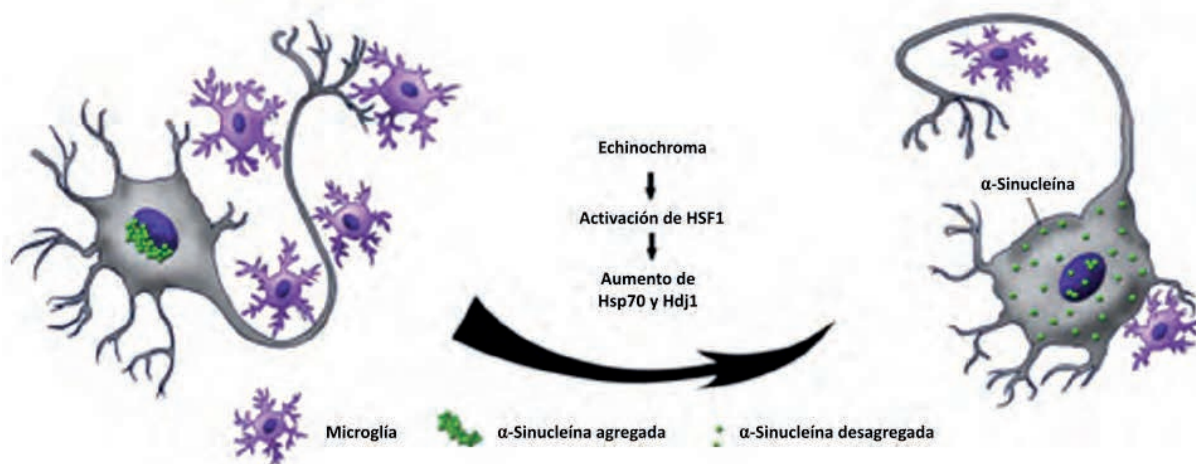 Echinochroma
Activación de HSF1
Aumento de
Hsp70 y Hdj1
α-Sinucleína
Microglía
α-Sinucleína agregada
α-Sinucleína desagregada